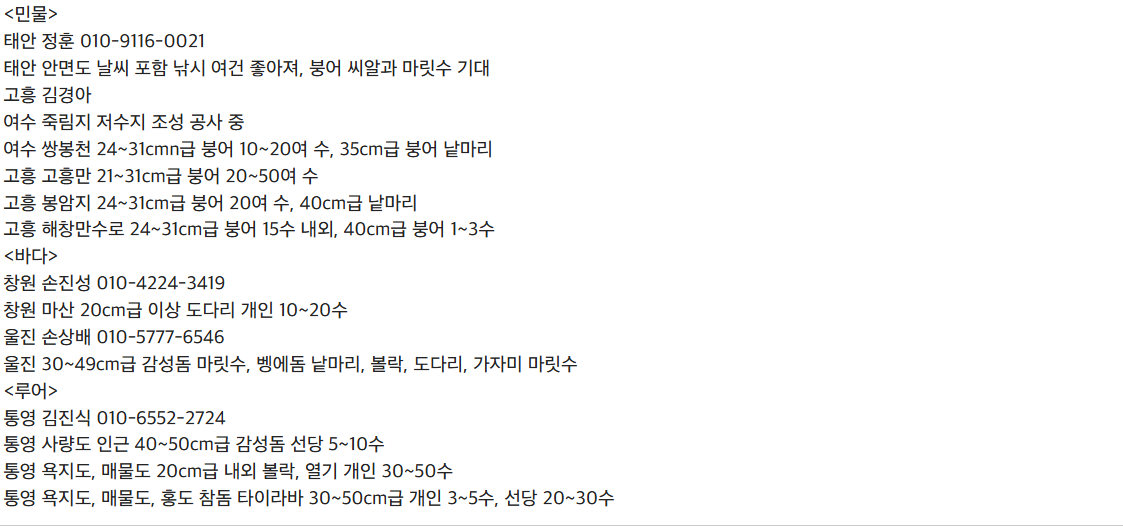 <민물>
태안 정훈 010-9116-0021
태안 안면도 날씨 포함 낚시 여건 좋아져, 붕어 씨알과 마릿수 기대
고흥 김경아
여수 죽림지 저수지 조성 공사 중
여수 쌍봉천 24~31cmn급 붕어 10~20여 수, 35cm급 붕어 낱마리
고흥 고흥만 21~31cm급 붕어 20~50여 수
고흥 봉암지 24~31cm급 붕어 20여 수, 40cm급 낱마리
고흥 해창만수로 24~31cm급 붕어 15수 내외, 40cm급 붕어 1~3수
<바다>
창원 손진성 010-4224-3419
창원 마산 20cm급 이상 도다리 개인 10~20수
울진 손상배 010-5777-6546
울진 30~49cm급 감성돔 마릿수, 벵에돔 낱마리, 볼락, 도다리, 가자미 마릿수
<루어>
통영 김진식 010-6552-2724
통영 사량도 인근 40~50cm급 감성돔 선당 5~10수
통영 욕지도, 매물도 20cm급 내외 볼락, 열기 개인 30~50수
통영 욕지도, 매물도, 홍도 참돔 타이라바 30~50cm급 개인 3~5수, 선당 20~30수